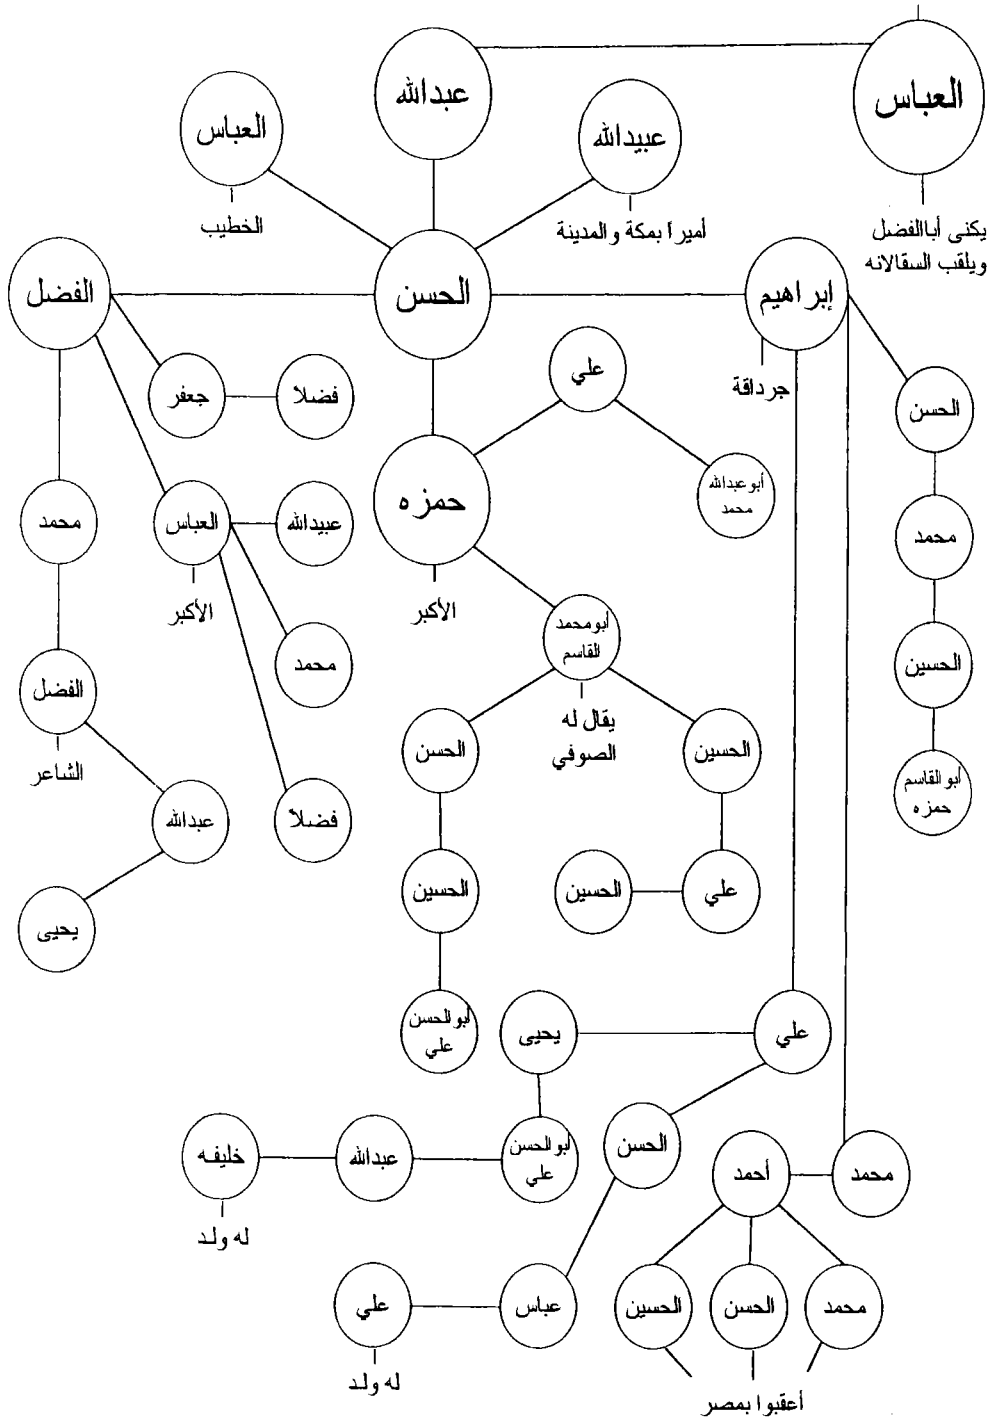 العباس
يكنى أباالفضل
ويلقب السقالانه
عبدالله
عبيدالله
أميراً بمكة والمدينة
العباس
الخطيب
الحسن
إبراهيم
جرداقة
الفضل
الحسن
محمد
الحسين
أبوالقاسم
حمزه
علي
أبوعبدالله
محمد
حمزه
الأكبر
أبومحمد
القاسم
يقال له
الصوفي
الحسين
علي
الحسين
الحسن
الحسين
أبوالحسن
علي
جعفر
فضلا
العباس
الأكبر
عبيدالله
محمد
فضلاً
محمد
الفضل
الشاعر
عبدالله
يحيى
علي
يحيى
أبوالحسن
علي
عبدالله
خليفه
له ولد
الحسن
عباس
علي
له ولد
محمد
أحمد
محمد
الحسن
الحسين
أعقبوا بمصر